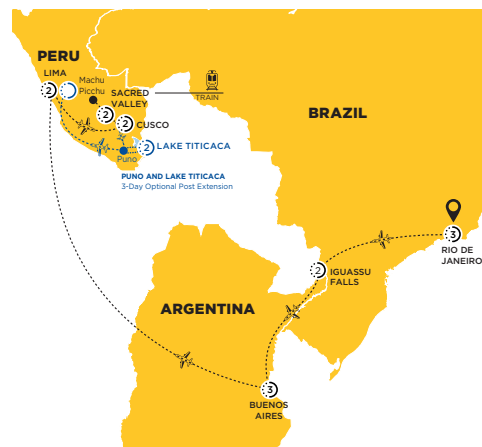 PERU
LIMA
2
Machu
Picchu
SACRED
VALLEY
2
TRAIN
2
CUSCO
2
LAKE TITICACA
Puno
PUNO AND LAKE TITICACA
3-Day Optional Post Extension
BRAZIL
3
RIO DE
JANEIRO
2
IGUASSU
FALLS
ARGENTINA
3
BUENOS
AIRES